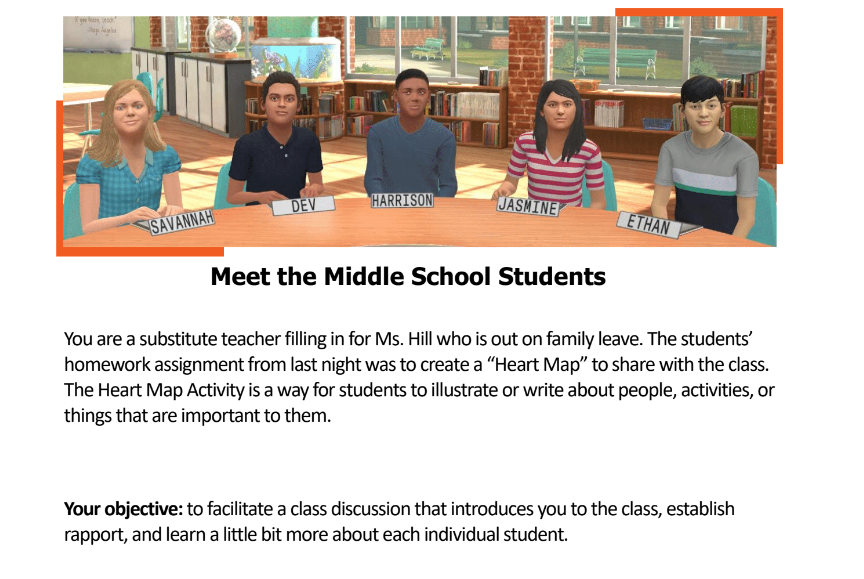 SAVANNAH
DEV
HARRISON
JASMINE
ETHAN
Meet the Middle School Students
You are a substitute teacher filling in for Ms. Hill who is out on family leave. The students’
homework assignment from last night was to create a “Heart Map” to share with the class.
The Heart Map Activity is a way for students to illustrate or write about people, activities, or
things that are important to them.
Your objective: to facilitate a class discussion that introduces you to the class, establish
rapport, and learn a little bit more about each individual student.